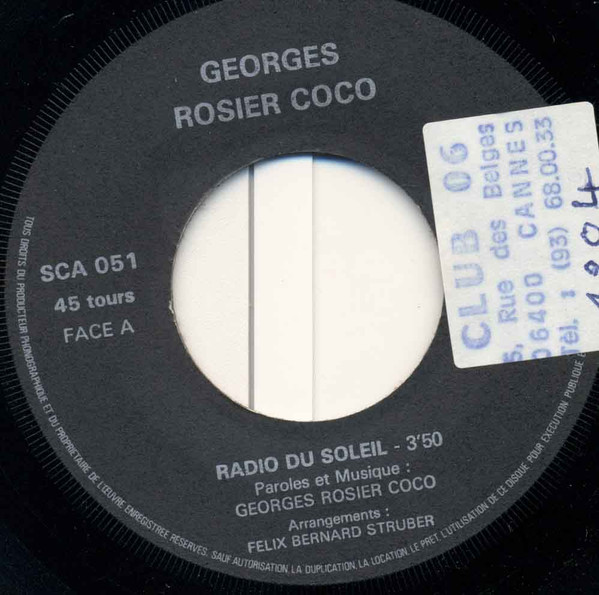 GEORGES
ROSIER COCO
SCA 051
45 tours
FACE A
RADIO DU SOLEIL - 3'50
Paroles et Musique :
GEORGES ROSIER COCO
Arrangements :
FELIX BERNARD STRUBER
TOUS DROITS DU PRODUCTEUR PHONOGRAPHIQUE ET DU PROPRIETAIRE DE L'ŒUVRE ENREGISTREE RESERVES. SAUF AUTORISATION, LA DUPLICATION, LA LOCATION, LE PRET, L'UTILISATION DE CE DISQUE POUR EXECUTION PUBLIQUE
CLUB 06
5, Rue des Belges
06400 CANNES
Tél. : (93) 68.00.33